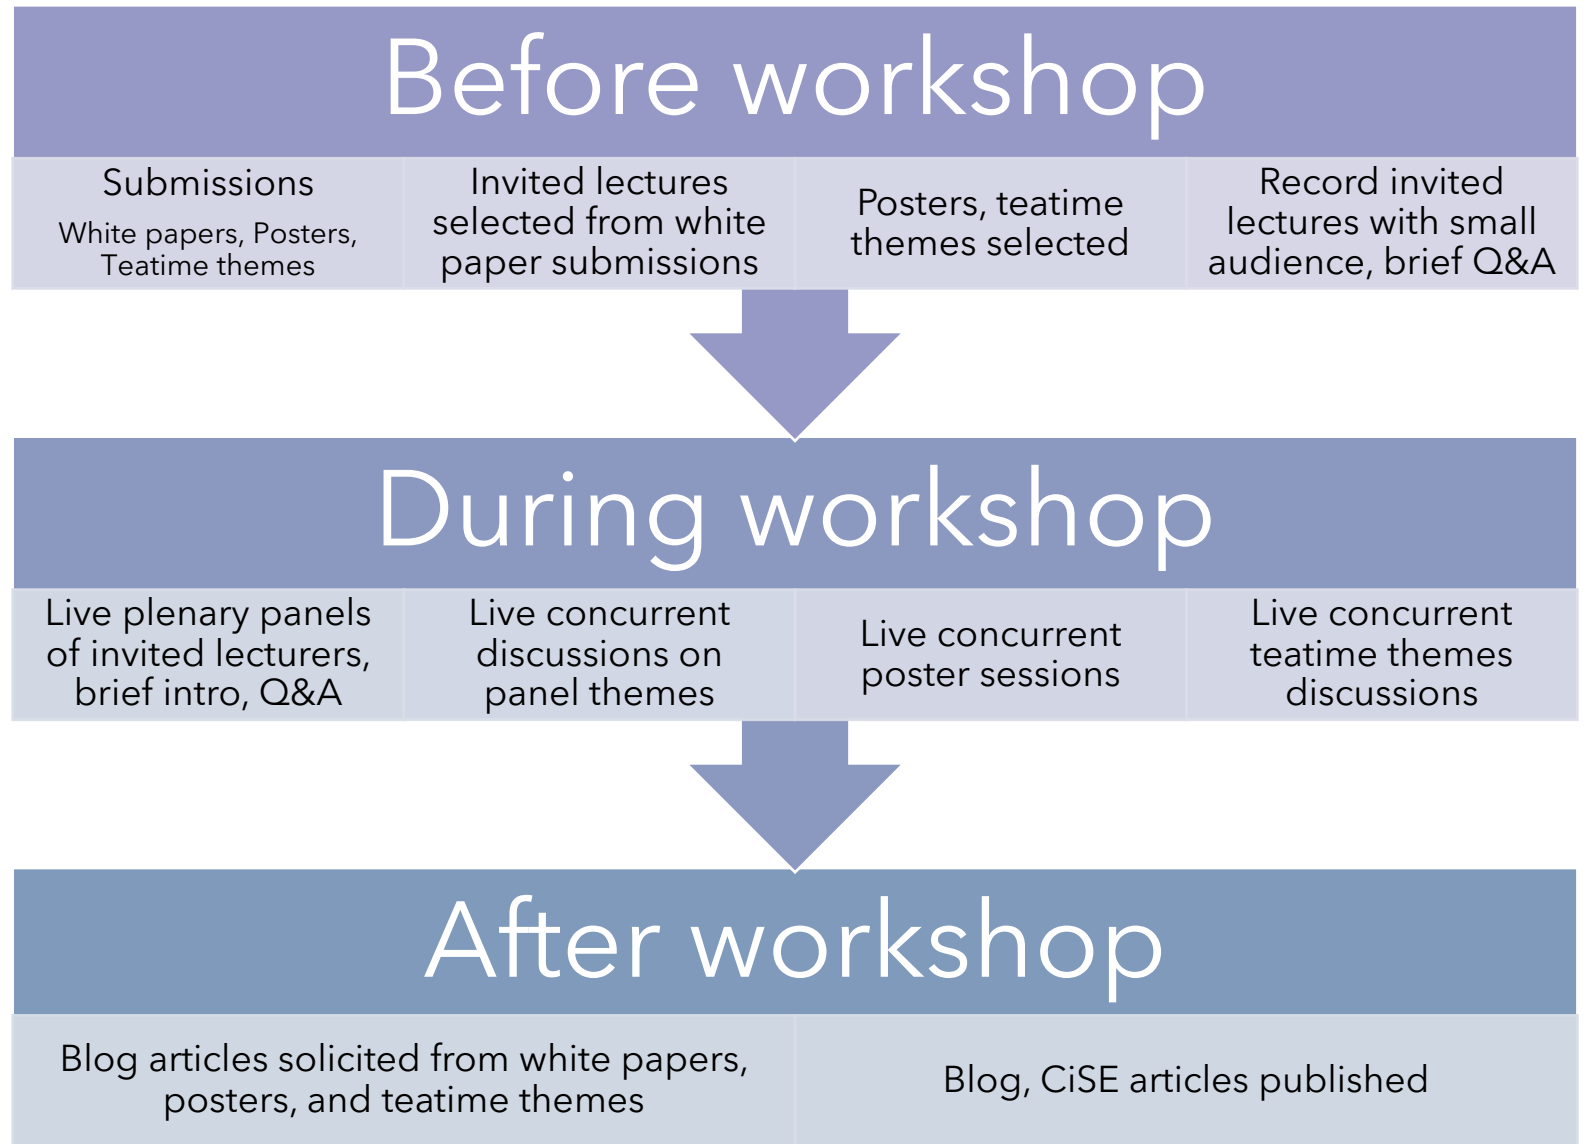 Before workshop
Submissions
White papers, Posters,
Teatime themes
Invited lectures
selected from white
paper submissions
Posters, teatime
themes selected
Record invited
lectures with small
audience, brief Q&A
During workshop
Live plenary panels
of invited lecturers,
brief intro, Q&A
Live concurrent
discussions on
panel themes
Live concurrent
poster sessions
Live concurrent
teatime themes
discussions
After workshop
Blog articles solicited from white papers,
posters, and teatime themes
Blog, CiSE articles published